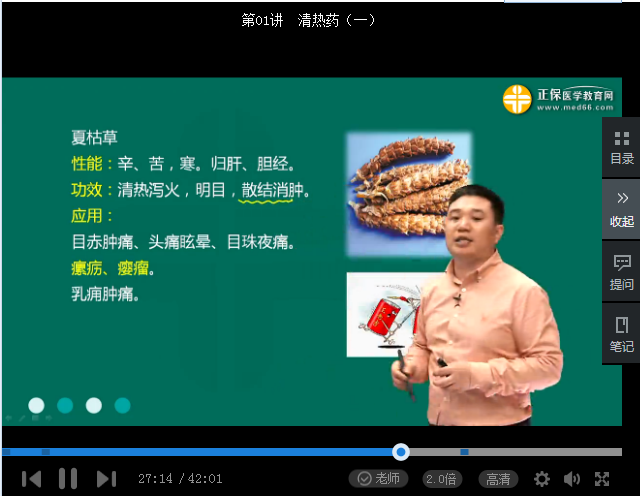 第01讲　清热药（一）
正保医学教育网
www.med66.com
夏枯草
性能：辛、苦，寒。归肝、胆经。
功效：清热泻火，明目，散结消肿。
应用：
目赤肿痛、头痛眩晕、目珠夜痛。
瘰疬、瘿瘤。
乳痈肿痛。
目录
收起
提问
笔记
27:14 / 42:01
老师
2.0倍
高清